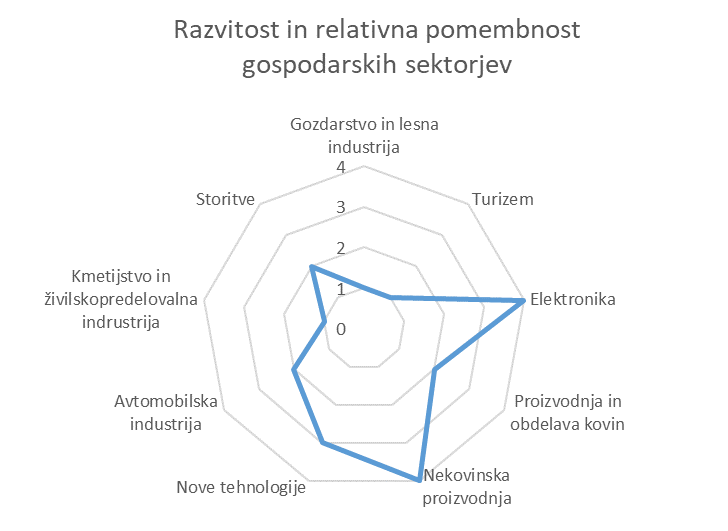 Razvitost in relativna pomembnost
gospodarskih sektorjev
Gozdarstvo in lesna
industrija
4
3
2
1
0
Turizem
Elektronika
Proizvodnja in
obdelava kovin
Nekovinska
proizvodnja
Nove tehnologije
Avtomobilska
industrija
Kmetijstvo in
živilskopredelovalna
indrustrija
Storitve